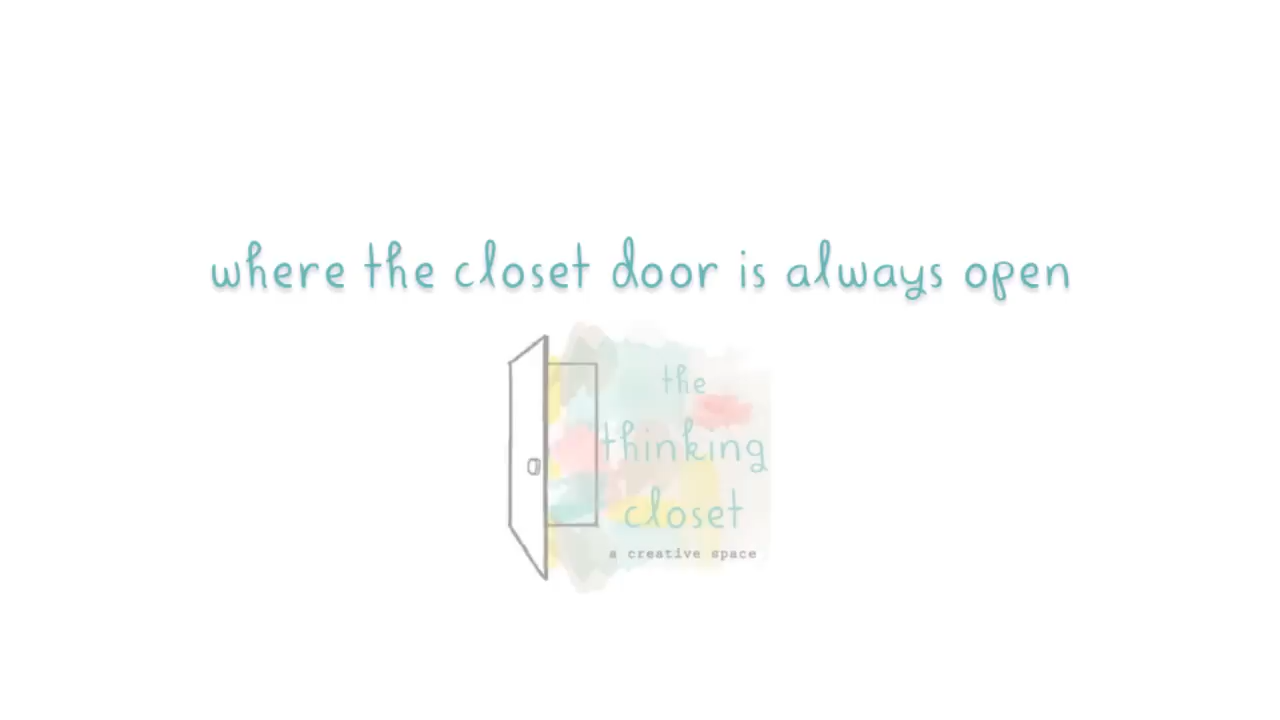 where the closet door is always open
the
thinking
closet
a creative space